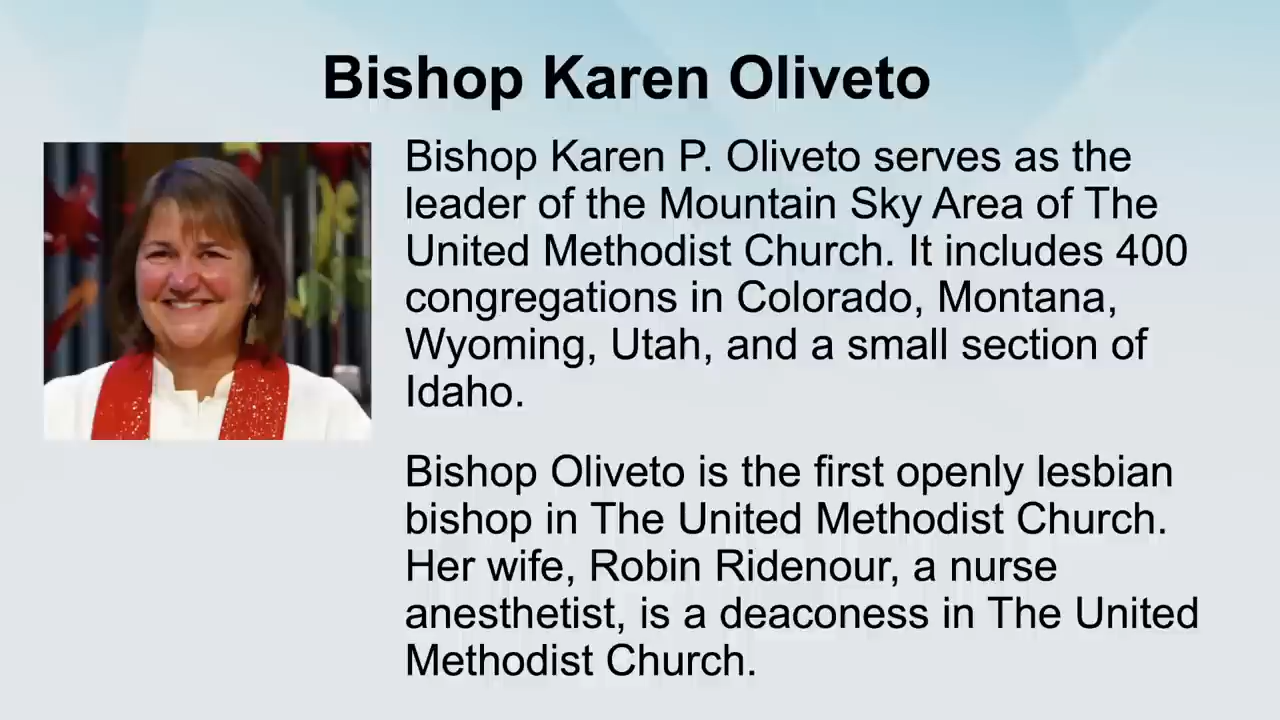 Bishop Karen Oliveto
Bishop Karen P. Oliveto serves as the
leader of the Mountain Sky Area of The
United Methodist Church. It includes 400
congregations in Colorado, Montana,
Wyoming, Utah, and a small section of
Idaho.
Bishop Oliveto is the first openly lesbian
bishop in The United Methodist Church.
Her wife, Robin Ridenour, a nurse
anesthetist, is a deaconess in The United
Methodist Church.